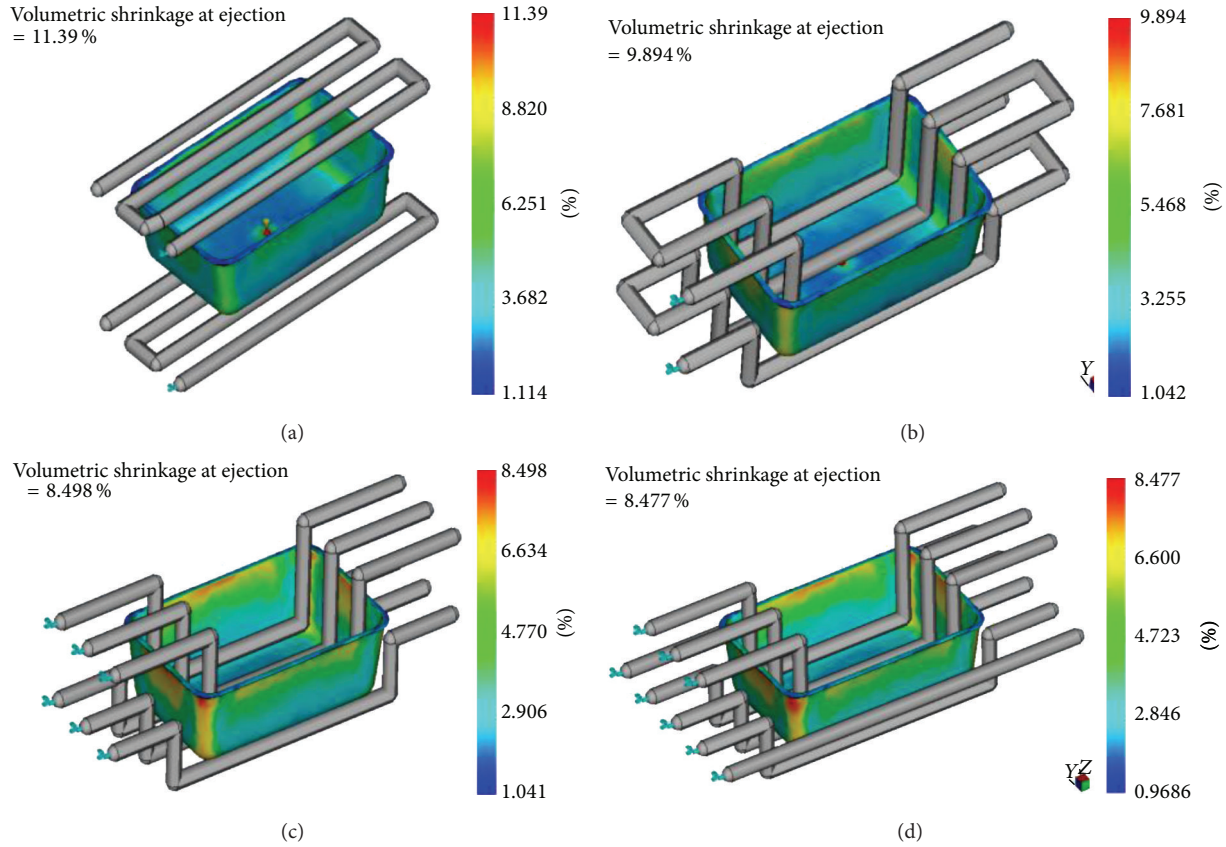 Volumetric shrinkage at ejection
= 11.39 %
11.39
8.820
6.251
3.682
1.114
(%)
(a)
Volumetric shrinkage at ejection
= 9.894 %
9.894
7.681
5.468
3.255
1.042
(%)
Y
(b)
Volumetric shrinkage at ejection
= 8.498 %
8.498
6.634
4.770
2.906
1.041
(%)
(c)
Volumetric shrinkage at ejection
= 8.477 %
8.477
6.600
4.723
2.846
0.9686
(%)
Y Z
(d)